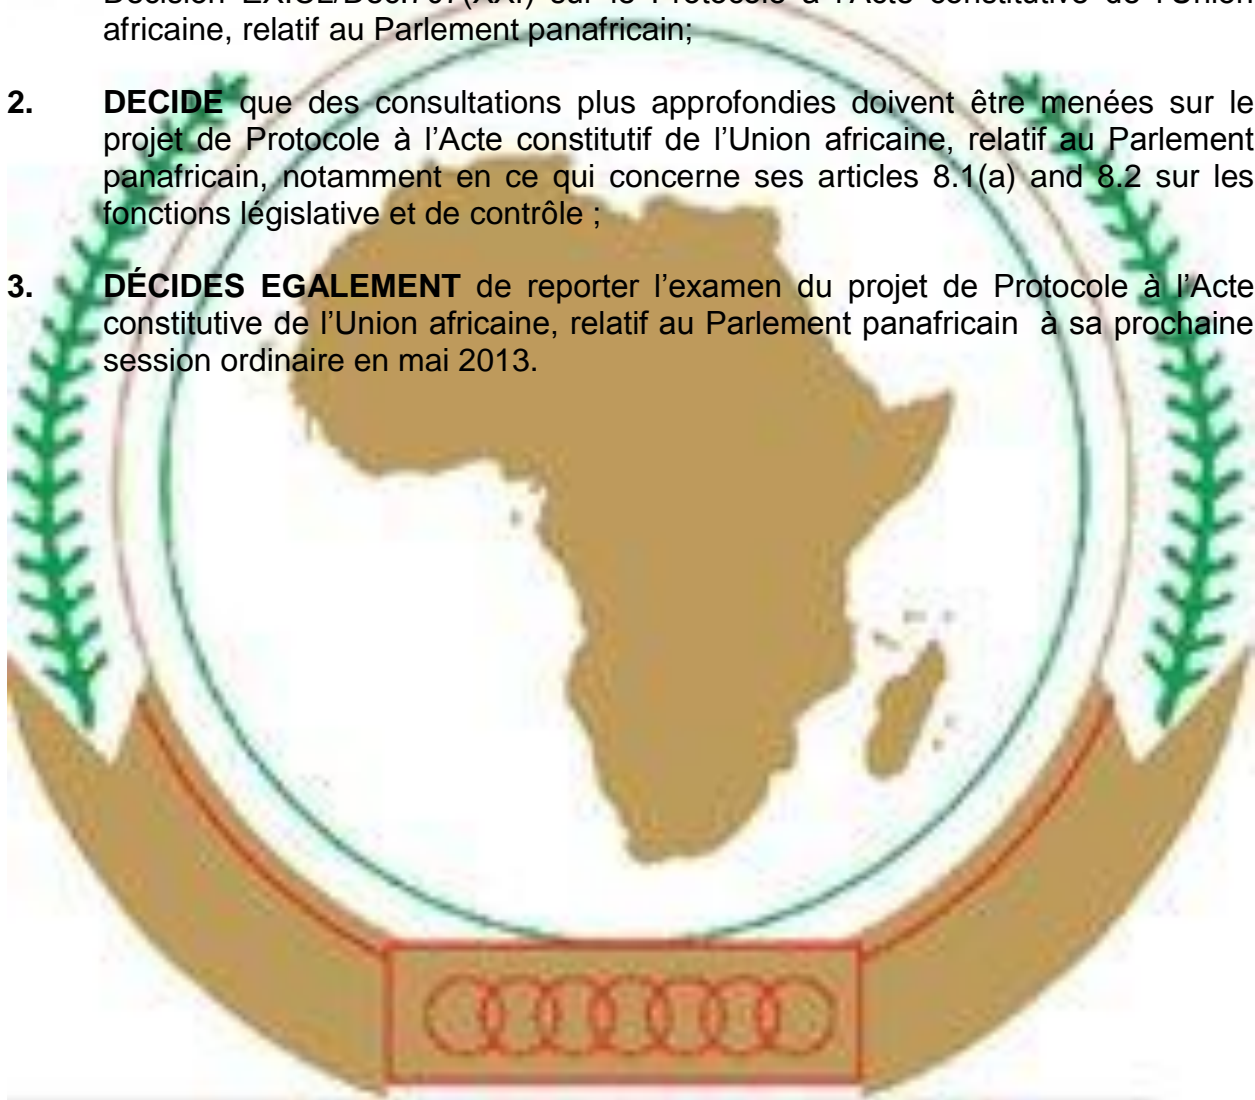 africaine, relatif au Parlement panafricain;
2. DECIDE que des consultations plus approfondies doivent être menées sur le
projet de Protocole à l’Acte constitutif de l’Union africaine, relatif au Parlement
panafricain, notamment en ce qui concerne ses articles 8.1(a) and 8.2 sur les
fonctions législative et de contrôle ;
3. DÉCIDES EGALEMENT de reporter l’examen du projet de Protocole à l’Acte
constitutive de l’Union africaine, relatif au Parlement panafricain à sa prochaine
session ordinaire en mai 2013.